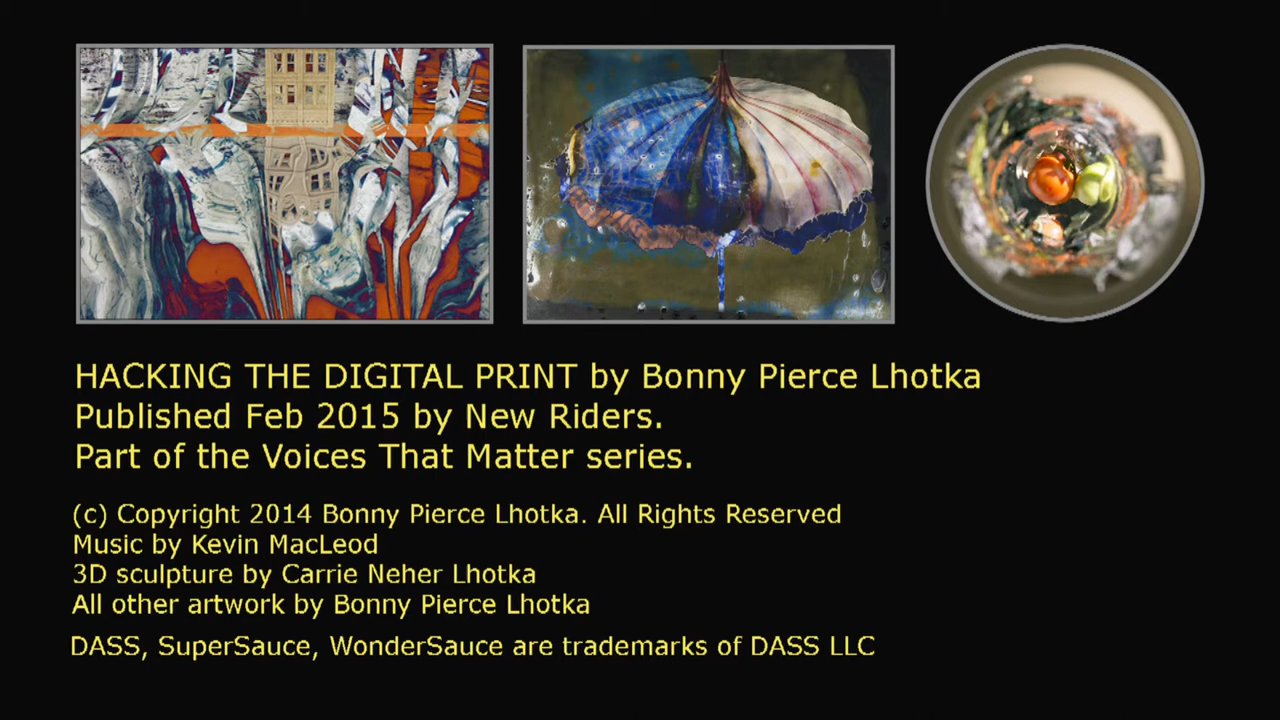 HACKING THE DIGITAL PRINT by Bonny Pierce Lhotka
Published Feb 2015 by New Riders.
Part of the Voices That Matter series.
(c) Copyright 2014 Bonny Pierce Lhotka. All Rights Reserved
Music by Kevin MacLeod
3D sculpture by Carrie Neher Lhotka
All other artwork by Bonny Pierce Lhotka
DASS, SuperSauce, WonderSauce are trademarks of DASS LLC